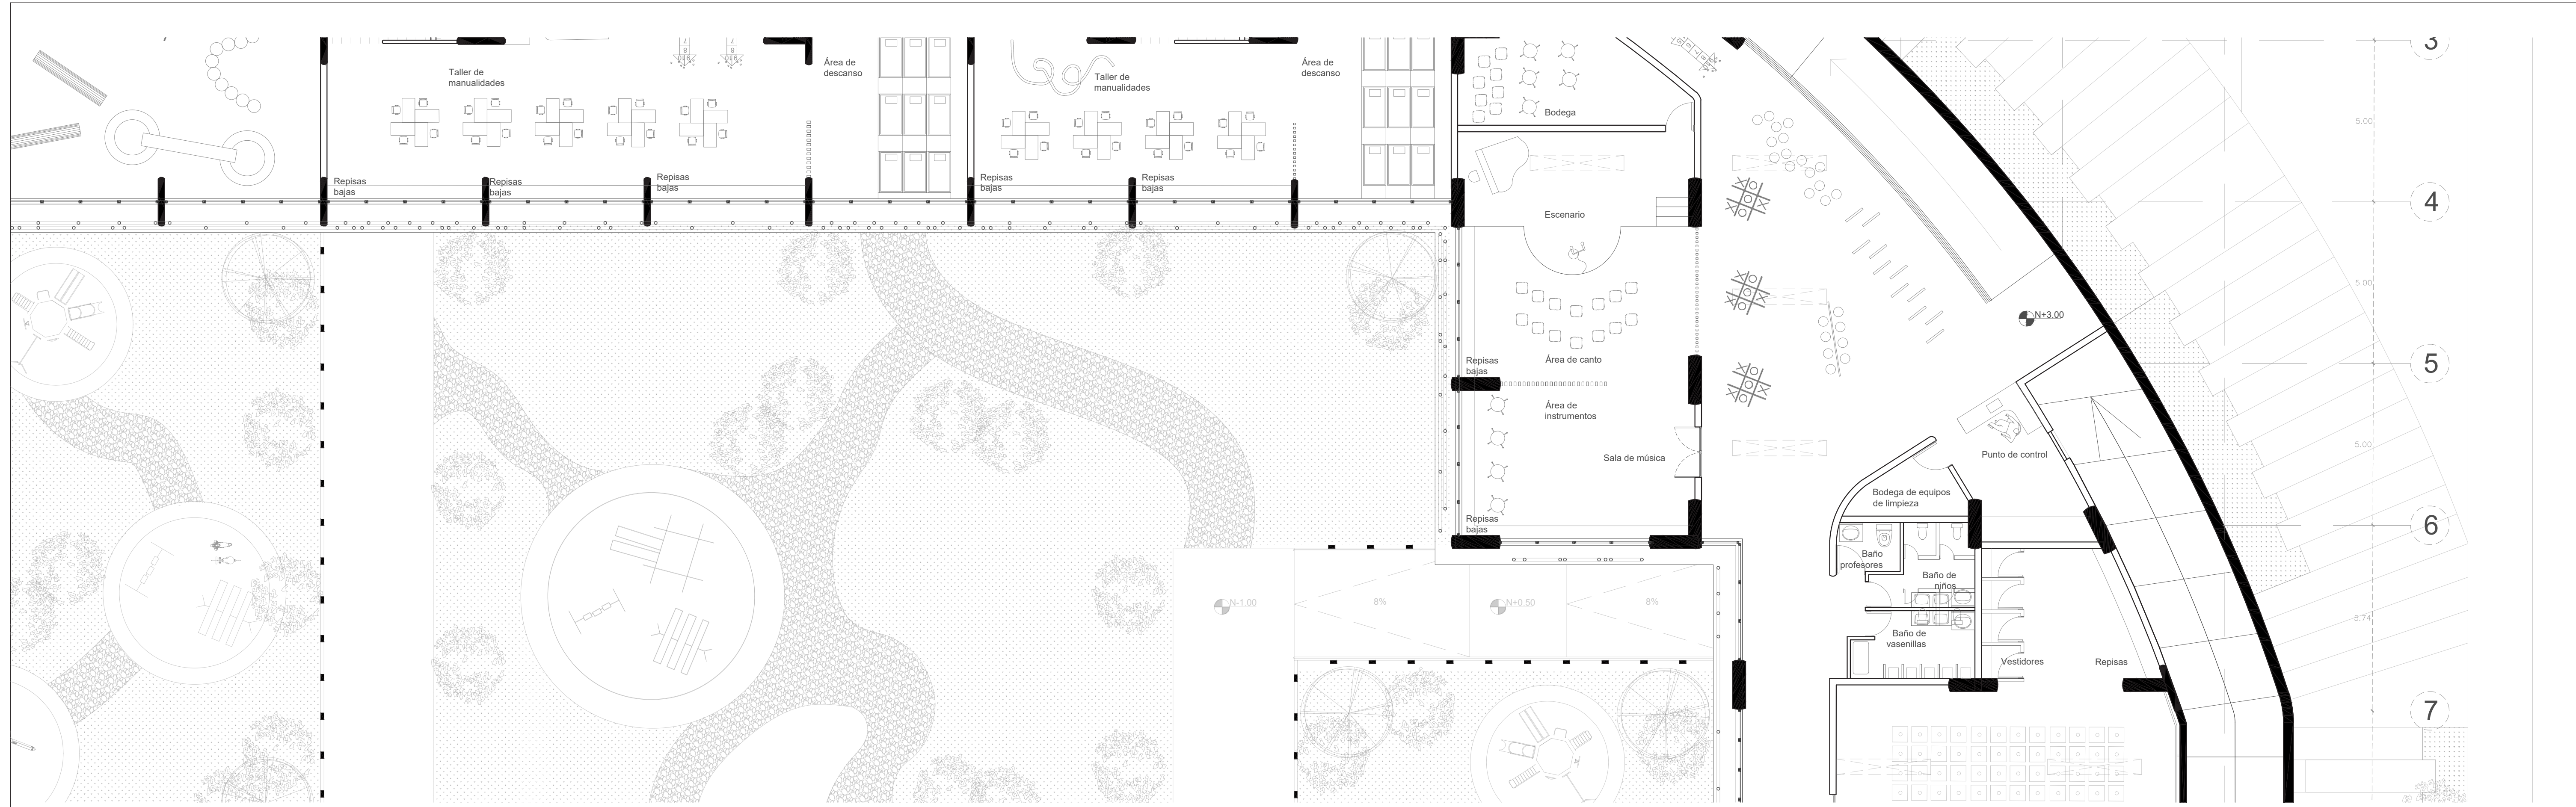 3
Taller de
manualidades
Área de
descanso
Taller de
manualidades
Área de
descanso
Bodega
5.00
Repisas
bajas
Repisas
bajas
Repisas
bajas
Repisas
bajas
Repisas
bajas
4
Escenario
5.00
N+3.00
Repisas
bajas
Área de canto
5
Área de
instrumentos
5.00
Sala de música
Punto de control
Bodega de equipos
de limpieza
Repisas
bajas
6
Baño
profesores
Baño de
niños
N-1.00
8%
N+0.50
8%
5.74
Baño de
vasenillas
Vestidores
Repisas
7